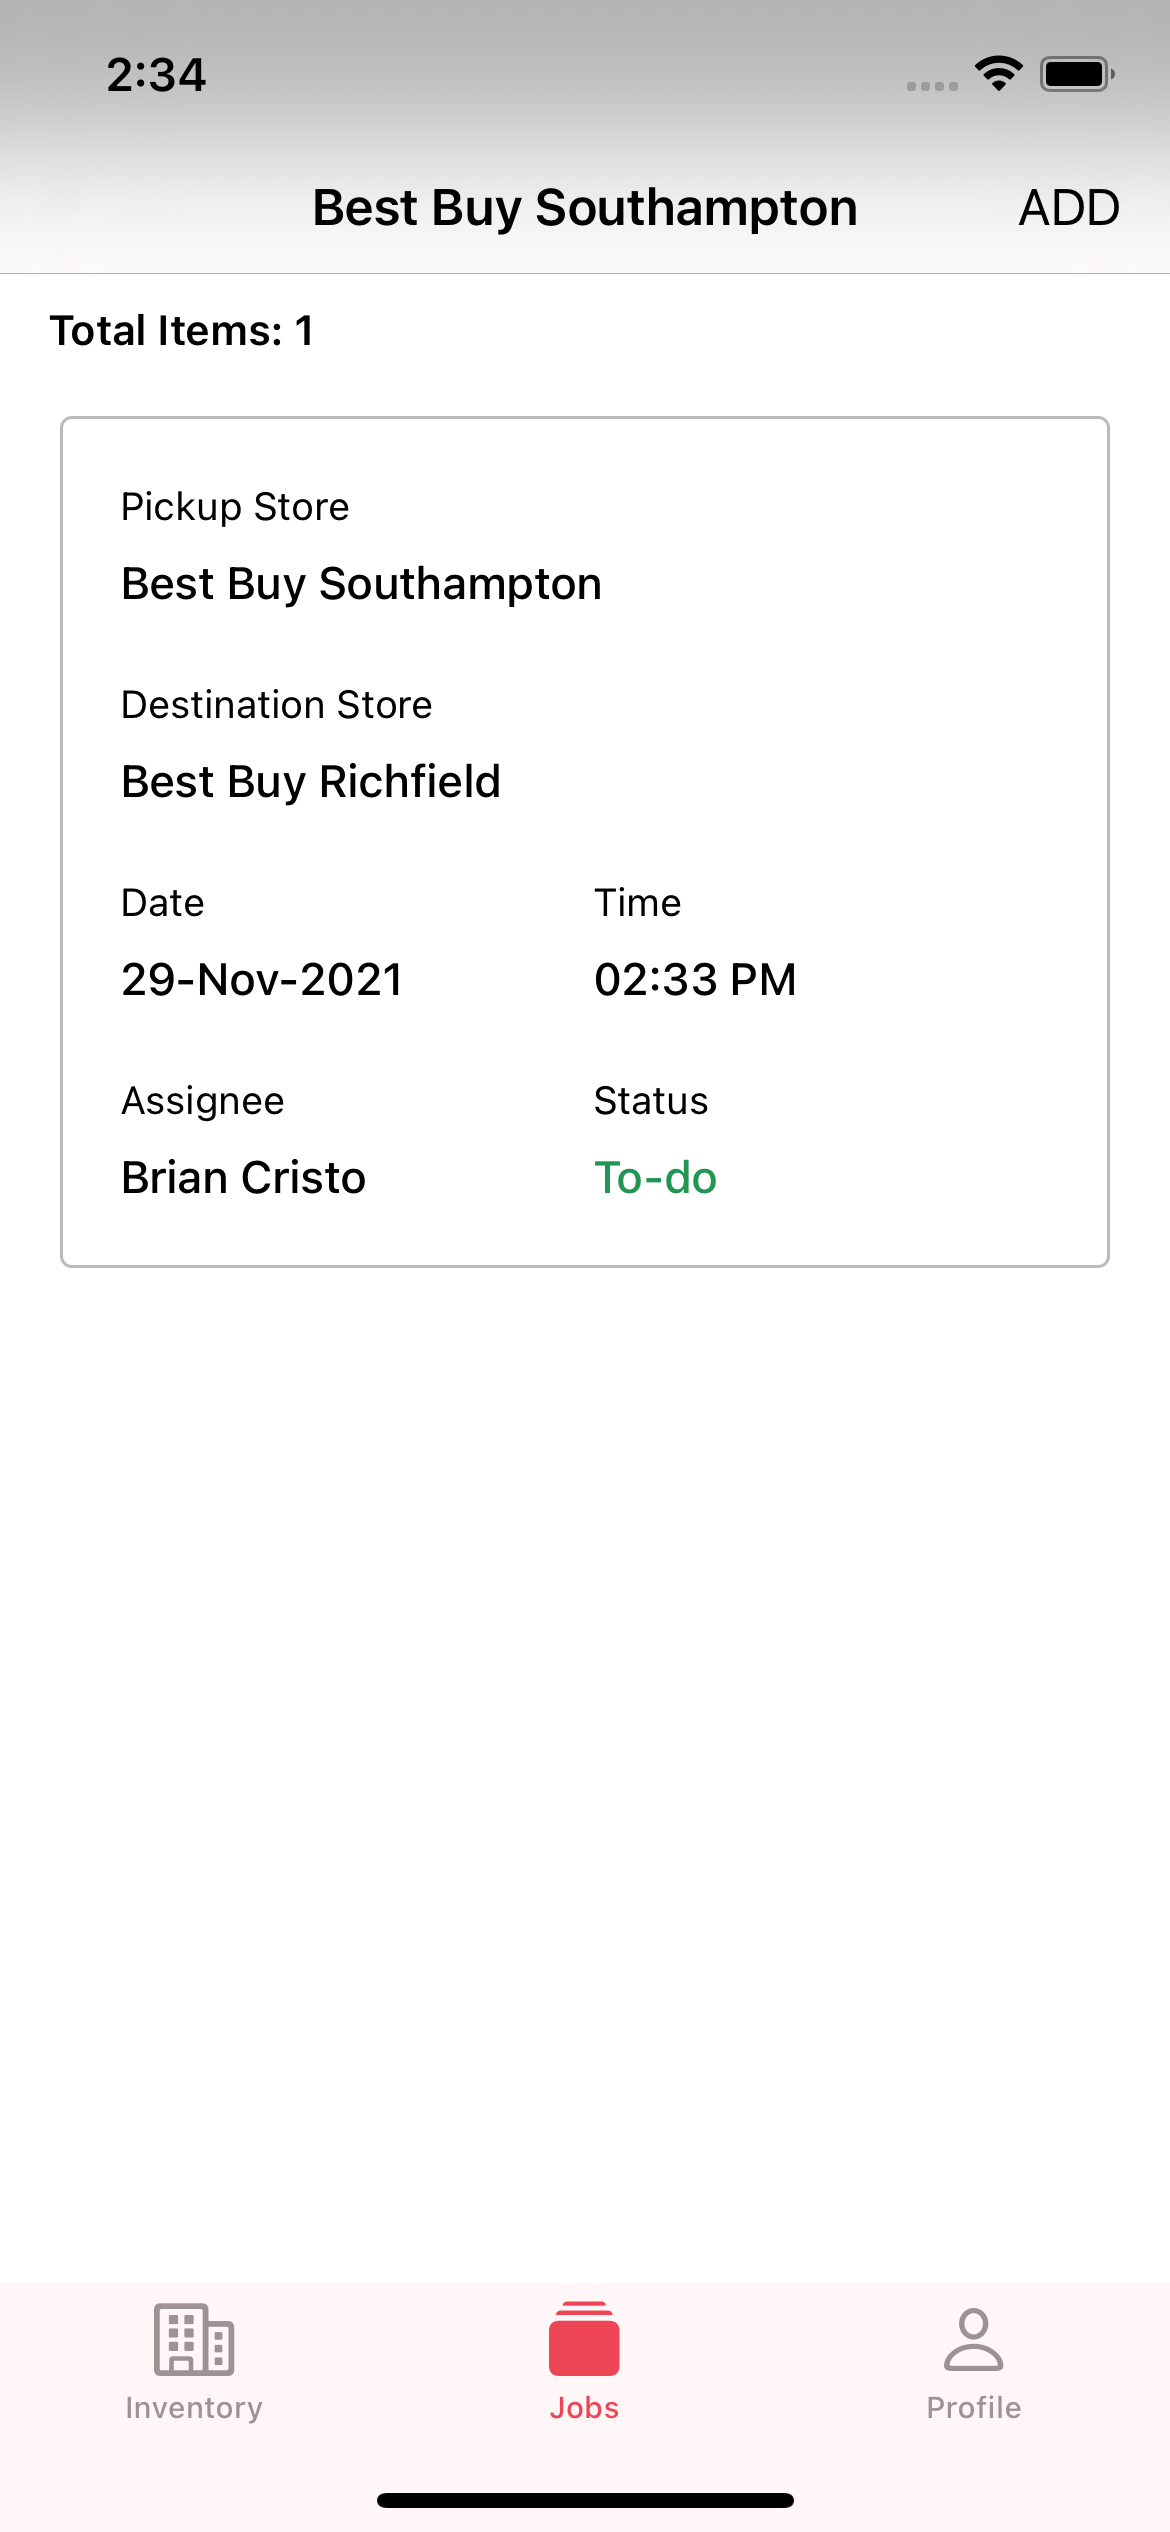 2:34
Best Buy Southampton ADD
Total Items: 1
Pickup Store
Best Buy Southampton
Destination Store
Best Buy Richfield
Date Time
29-Nov-2021 02:33 PM
Assignee Status
Brian Cristo To-do
Inventory Jobs Profile